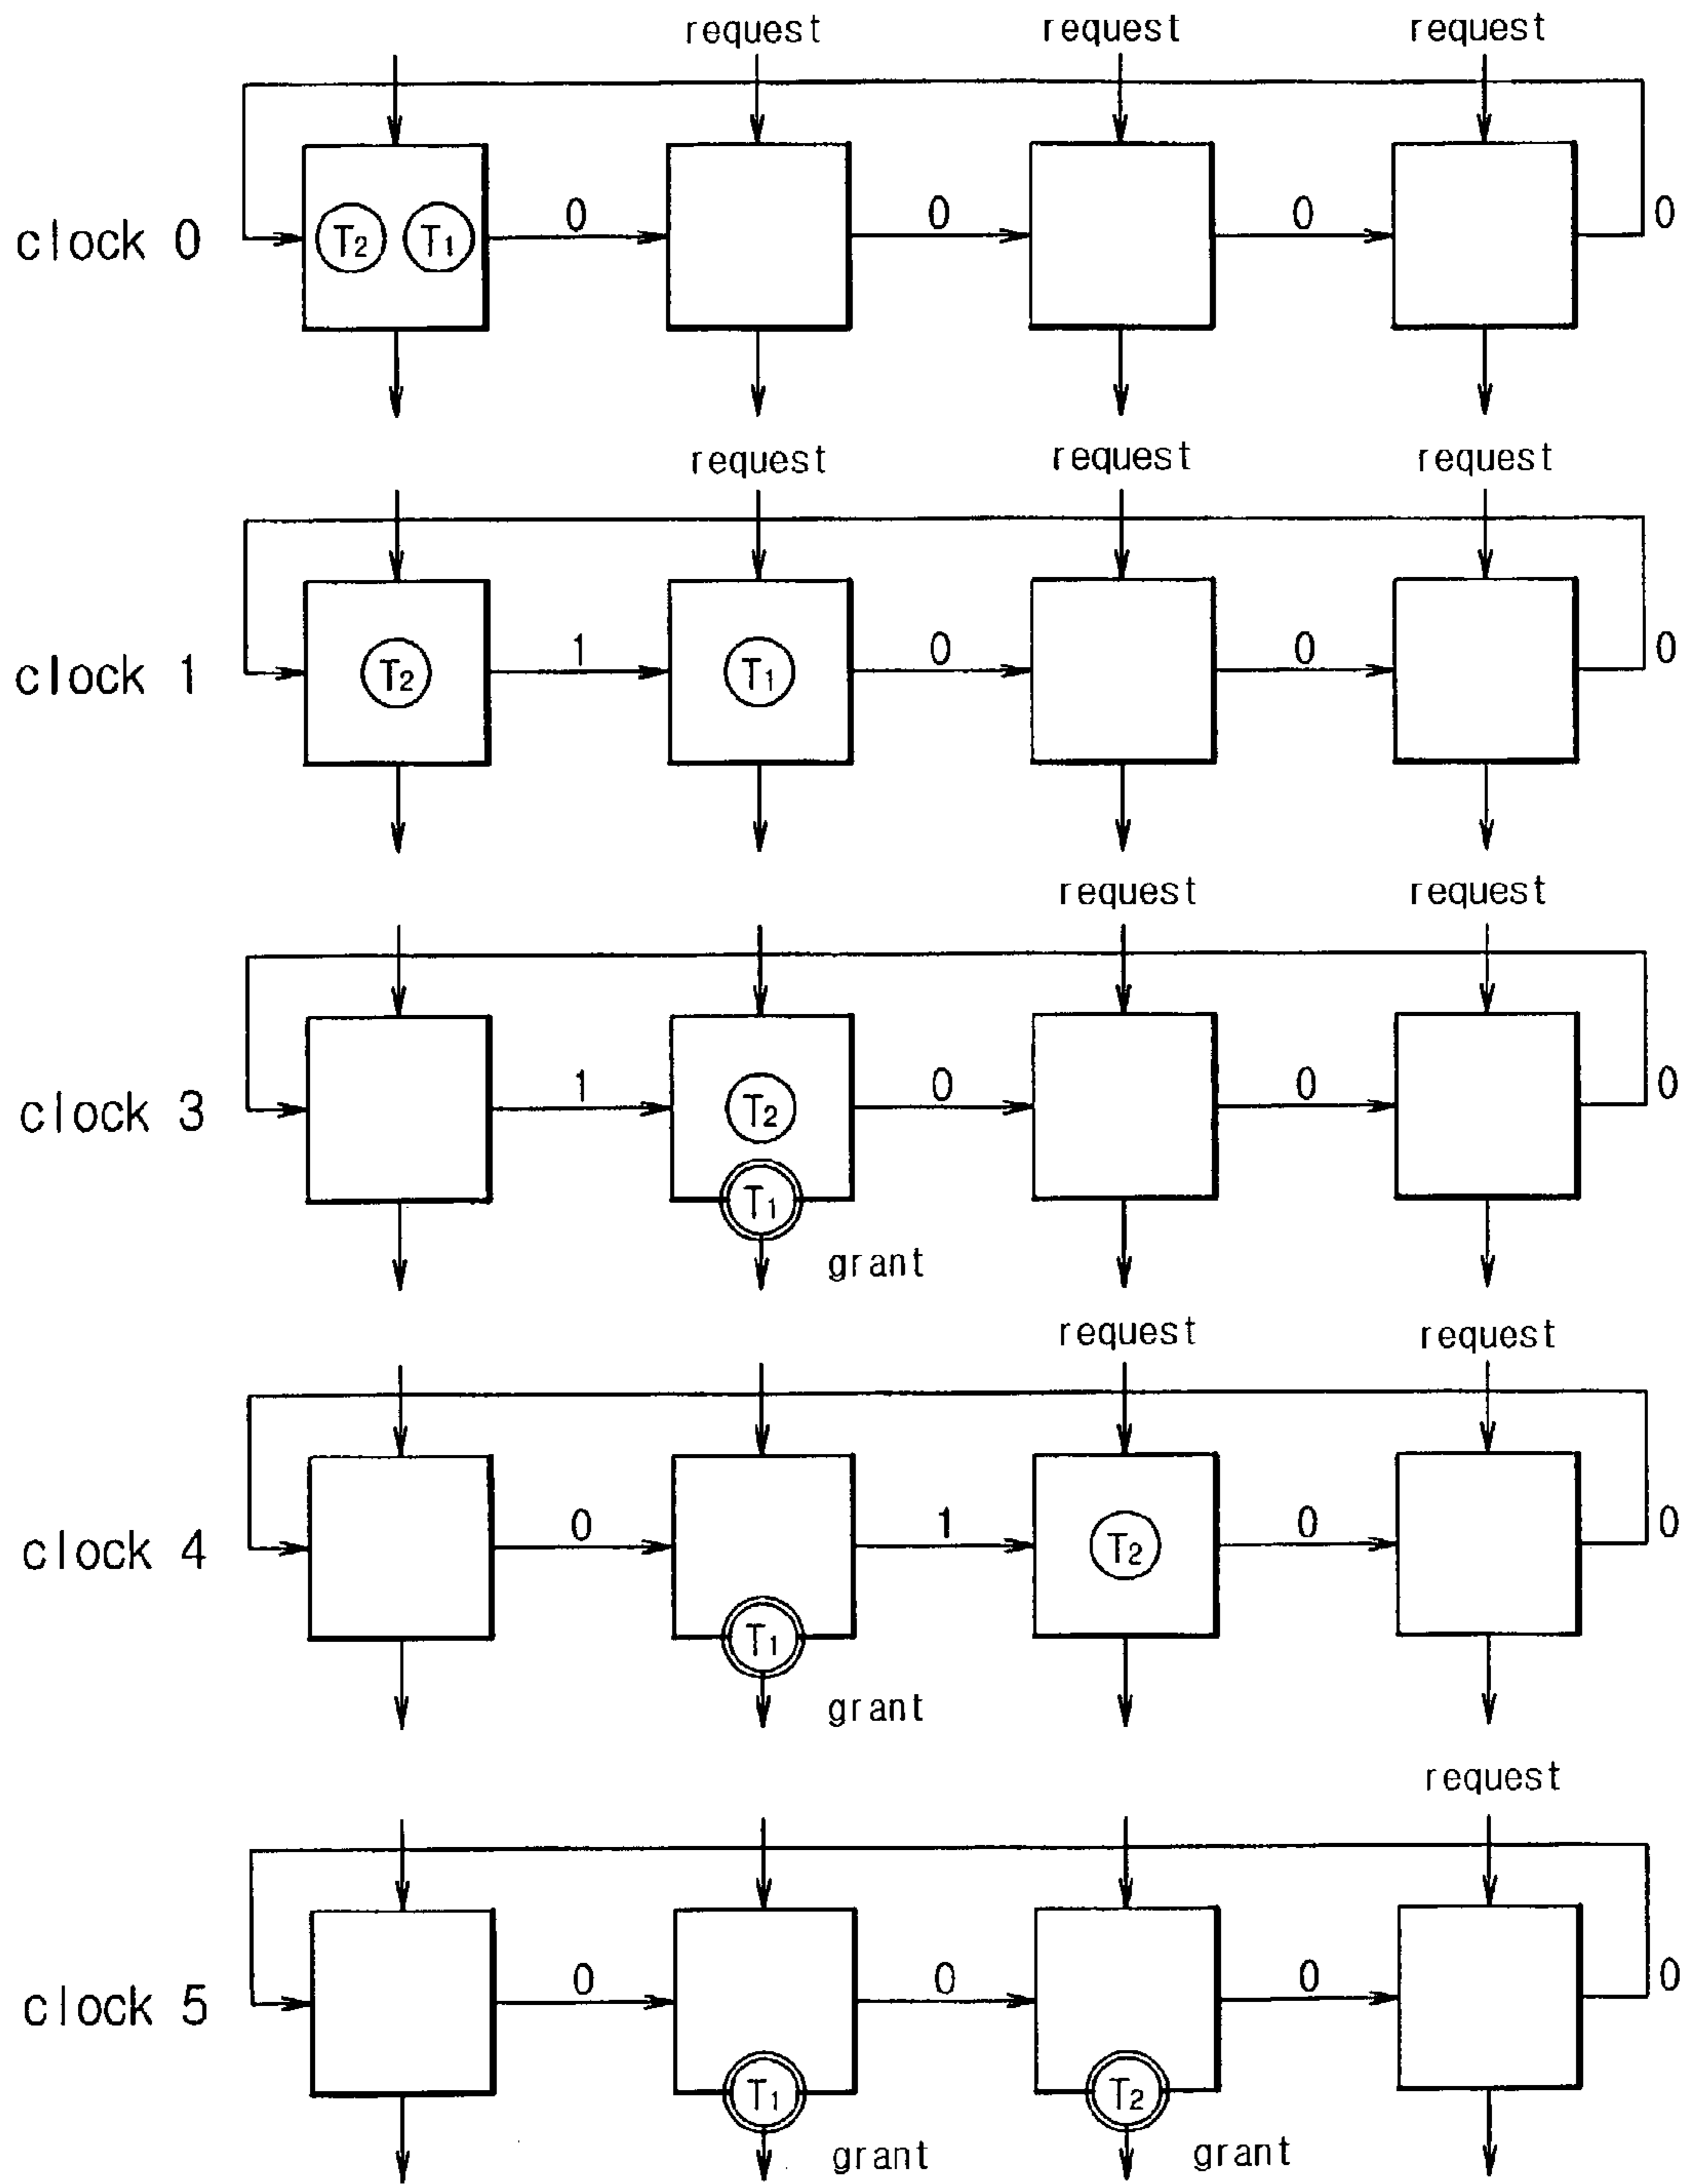 request request request
0 0 0 0
clock 0 T2 T1
request request request
1 0 0 0
clock 1 T2 T1
request request
1 0 0 0
clock 3 T2
T1
grant
request request
0 1 0 0
clock 4 T2
T1
grant
request
0 0 0 0
clock 5
T1 T2
grant grant